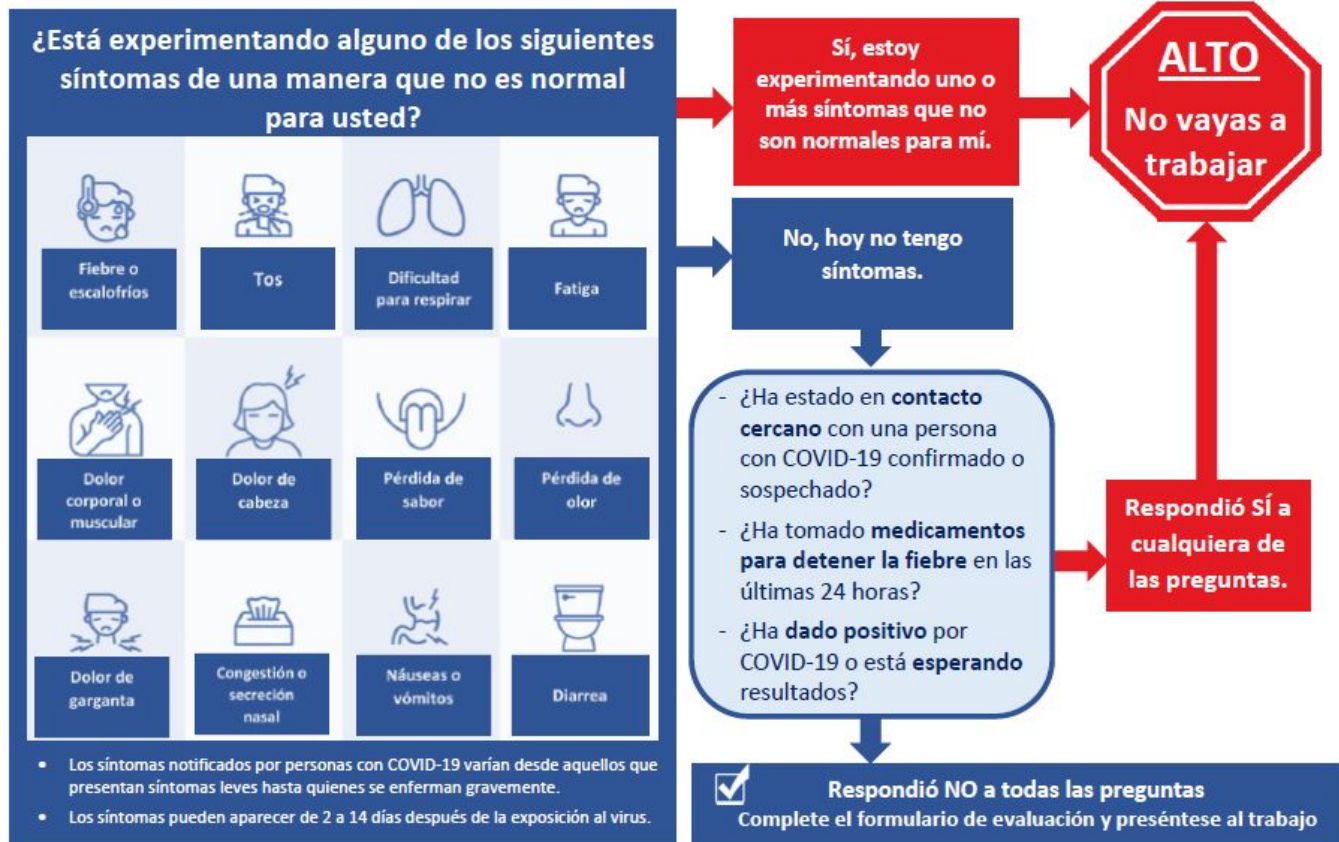 ¿Está experimentando alguno de los siguientes
síntomas de una manera que no es normal
para usted?
Fiebre o
escalofríos
Tos
Dificultad
para respirar
Fatiga
Dolor
corporal o
muscular
Dolor de
cabeza
Pérdida de
sabor
Pérdida de
olor
Dolor de
garganta
Congestión o
secreción
nasal
Náuseas o
vómitos
Diarrea
• Los síntomas notificados por personas con COVID-19 varían desde aquellos que
presentan síntomas leves hasta quienes se enferman gravemente.
• Los síntomas pueden aparecer de 2 a 14 días después de la exposición al virus.
Sí, estoy
experimentando uno o
más síntomas que no
son normales para mí.
ALTO
No vayas a
trabajar
No, hoy no tengo
síntomas.
- ¿Ha estado en contacto
cercano con una persona
con COVID-19 confirmado o
sospechado?
- ¿Ha tomado medicamentos
para detener la fiebre en las
últimas 24 horas?
- ¿Ha dado positivo por
COVID-19 o está esperando
resultados?
Respondió SÍ a
cualquiera de
las preguntas.
Respondió NO a todas las preguntas
Complete el formulario de evaluación y preséntese al trabajo